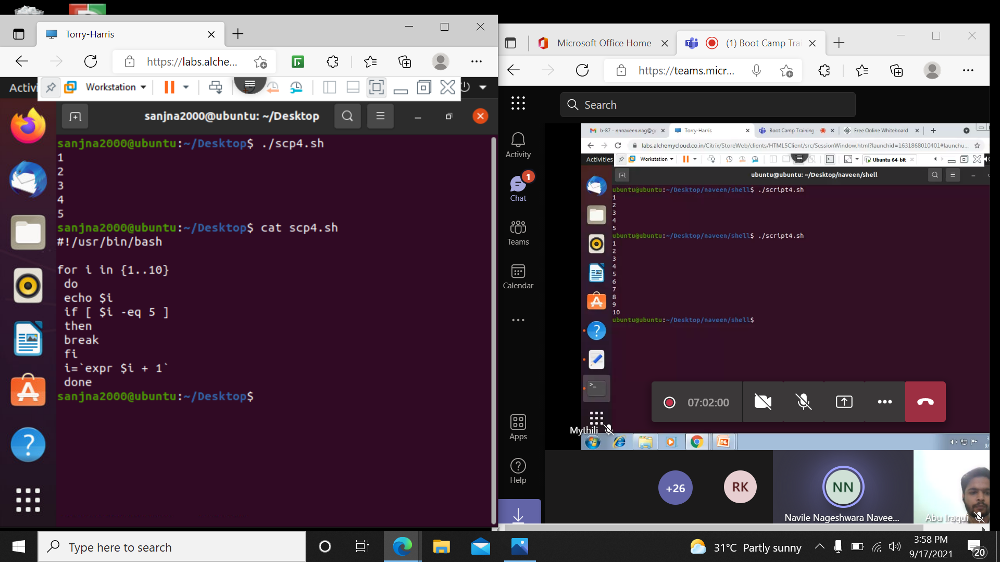 Torry-Harris
https://labs.alche...
Activi
Workstation
sanjna2000@ubuntu: ~/Desktop
sanjna2000@ubuntu:~/Desktop$ ./scp4.sh
1
2
3
4
5
sanjna2000@ubuntu:~/Desktop$ cat scp4.sh
#!/usr/bin/bash
for i in {1..10}
do
echo $i
if [ $i -eq 5 ]
then
break
fi
i=`expr $i + 1`
done
sanjna2000@ubuntu:~/Desktop$
Microsoft Office Home
(1) Boot Camp Trai
https://teams.micr...
Search
Activity
1
Chat
Teams
Calendar
Apps
Help
b-87 - nnnaveen.nag@g
Torry-Harris
Boot Camp Training
Free Online Whiteboard
labs.alchemycloud.co.in/Citrix/StoreWeb/clients/HTML5Client/src/SessionWindow.html?launchid=1631868010401#launchu...
Activities
Workstation
Ubuntu 64-bit
ubuntu@ubuntu: ~/Desktop/naveen/shell
ubuntu@ubuntu:~/Desktop/naveen/shell$ ./script4.sh
1
2
3
4
5
ubuntu@ubuntu:~/Desktop/naveen/shell$ ./script4.sh
1
2
3
4
5
6
7
8
9
10
ubuntu@ubuntu:~/Desktop/naveen/shell$
07:02:00
Mythili
+26
RK
NN
Navile Nageshwara Navee...
Abu Iraqui
Type here to search
31°C Partly sunny
3:58 PM
9/17/2021
20